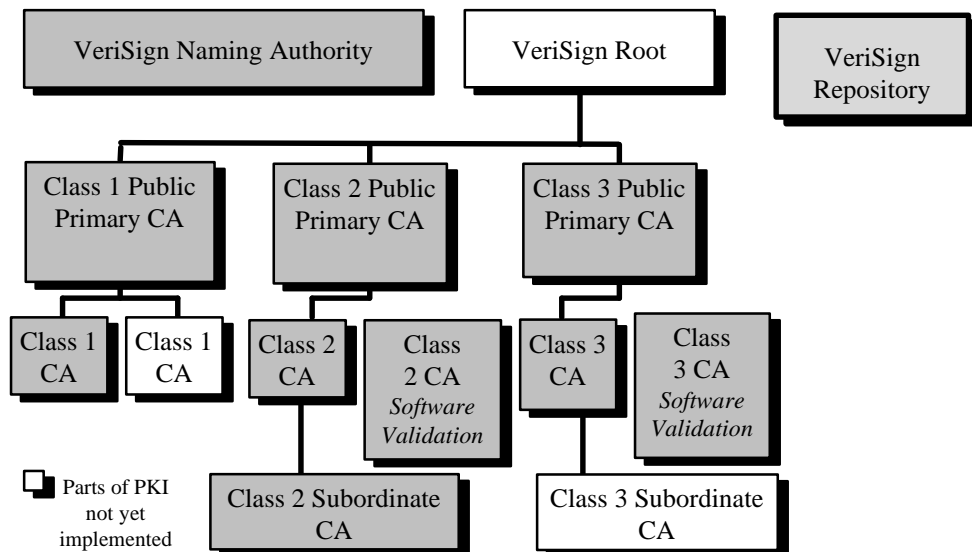 VeriSign Naming Authority
VeriSign Root
VeriSign
Repository
Class 1 Public
Primary CA
Class 2 Public
Primary CA
Class 3 Public
Primary CA
Class 1
CA
Class 1
CA
Class 2
CA
Class
2 CA
Software
Validation
Class 3
CA
Class
3 CA
Software
Validation
Parts of PKI
not yet
implemented
Class 2 Subordinate
CA
Class 3 Subordinate
CA